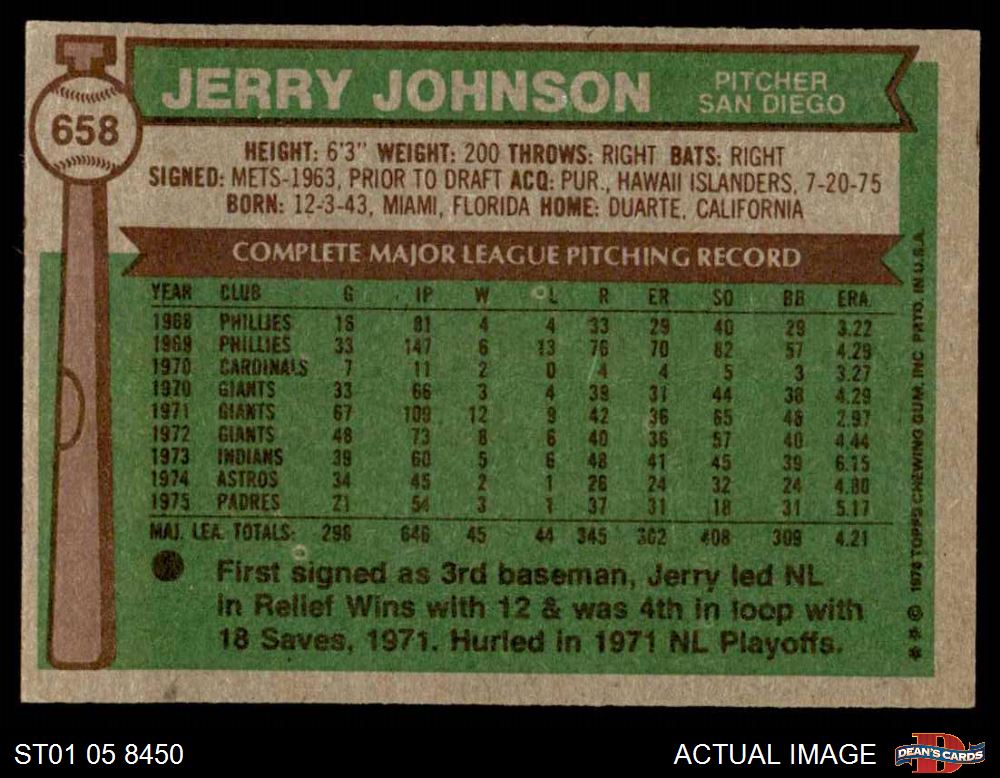 658
JERRY JOHNSON
PITCHER
SAN DIEGO
HEIGHT: 6'3" WEIGHT: 200 THROWS: RIGHT BATS: RIGHT
SIGNED: METS-1963, PRIOR TO DRAFT ACQ: PUR., HAWAII ISLANDERS, 7-20-75
BORN: 12-3-43, MIAMI, FLORIDA HOME: DUARTE, CALIFORNIA
COMPLETE MAJOR LEAGUE PITCHING RECORD
YEAR CLUB G IP W L R ER SO BB ERA
1968 PHILLIES 16 81 4 4 33 29 40 29 3.22
1969 PHILLIES 33 147 6 13 76 70 82 57 4.29
1970 CARDINALS 7 11 2 0 4 4 5 3 3.27
1970 GIANTS 33 66 3 4 39 31 44 38 4.29
1971 GIANTS 67 109 12 9 42 36 65 48 2.97
1972 GIANTS 48 73 8 6 40 36 57 40 4.44
1973 INDIANS 39 60 5 6 48 41 45 39 6.15
1974 ASTROS 34 45 2 1 26 24 32 24 4.80
1975 PADRES 21 54 3 1 37 31 18 31 5.17
MAJ. LEA. TOTALS: 298 646 45 44 345 302 408 309 4.21
First signed as 3rd baseman, Jerry led NL
in Relief Wins with 12 & was 4th in loop with
18 Saves, 1971. Hurled in 1971 NL Playoffs.
* * © 1976 TOPPS CHEWING GUM, INC. PRTD. IN U.S.A.
ST01 05 8450
ACTUAL IMAGE
DEAN'S CARDS